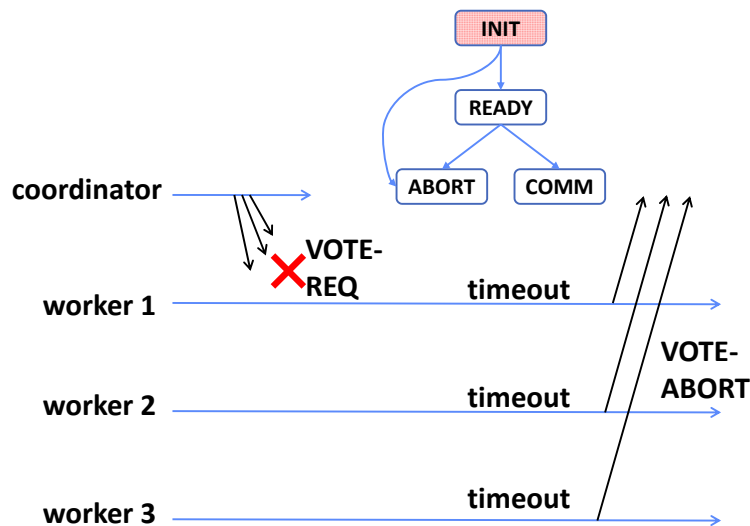 INIT
READY
ABORT COMM
coordinator
VOTE-
REQ
worker 1
timeout
VOTE-
ABORT
worker 2
timeout
worker 3
timeout